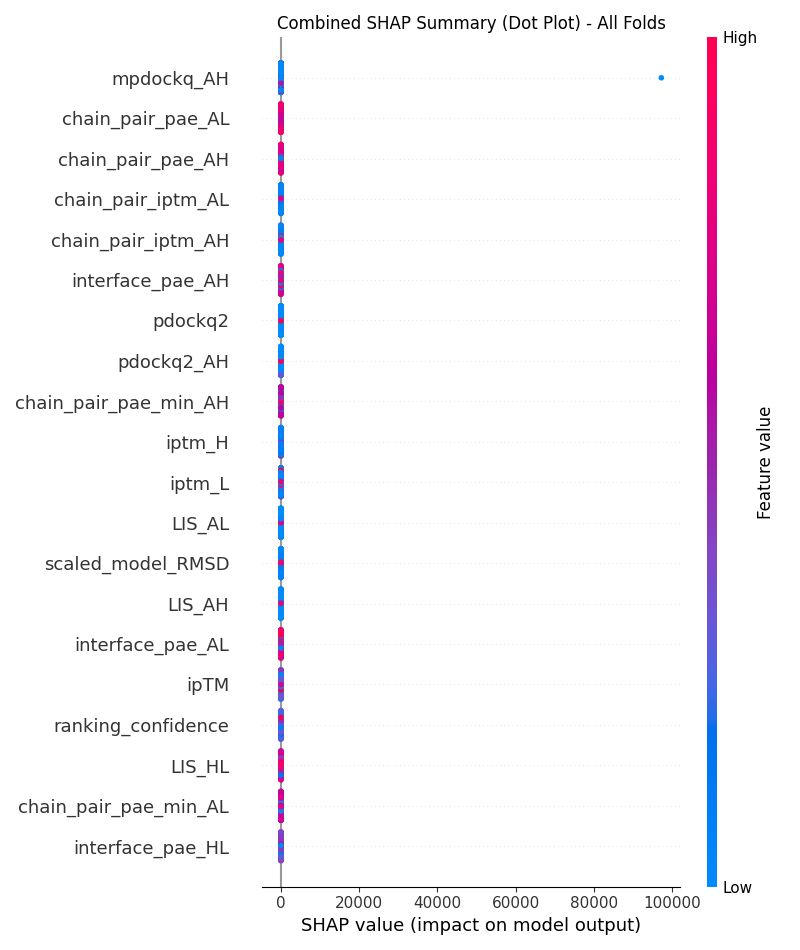 Combined SHAP Summary (Dot Plot) - All Folds
High
mpdockq_AH
chain_pair_pae_AL
chain_pair_pae_AH
chain_pair_iptm_AL
chain_pair_iptm_AH
interface_pae_AH
pdockq2
pdockq2_AH
chain_pair_pae_min_AH
iptm_H
iptm_L
LIS_AL
scaled_model_RMSD
LIS_AH
interface_pae_AL
ipTM
ranking_confidence
LIS_HL
chain_pair_pae_min_AL
interface_pae_HL
Feature value
Low
0 20000 40000 60000 80000 100000
SHAP value (impact on model output)